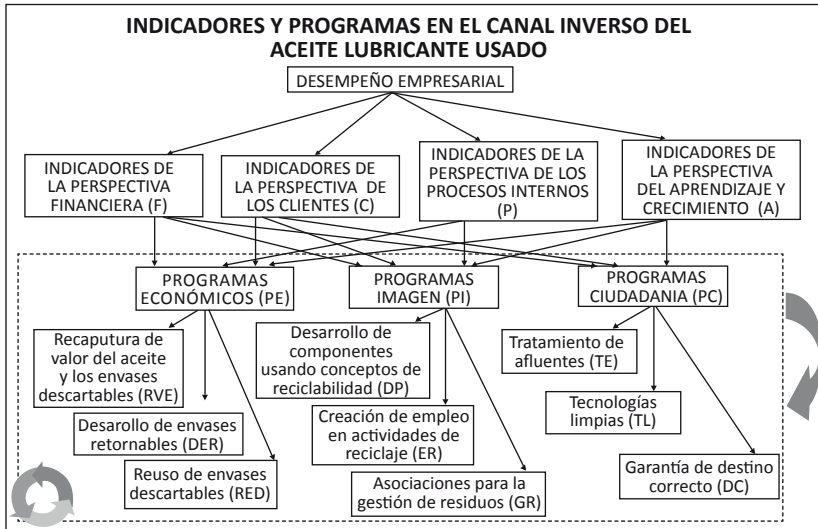 INDICADORES Y PROGRAMAS EN EL CANAL INVERSO DEL
ACEITE LUBRICANTE USADO
DESEMPEÑO EMPRESARIAL
INDICADORES DE
LA PERSPECTIVA
FINANCIERA (F)
INDICADORES DE
LA PERSPECTIVA DE
LOS CLIENTES (C)
INDICADORES DE LA
PERSPECTIVA DE LOS
PROCESOS INTERNOS
(P)
INDICADORES DE
LA PERSPECTIVA
DEL APRENDIZAJE Y
CRECIMIENTO (A)
PROGRAMAS
ECONÓMICOS (PE)
PROGRAMAS
IMAGEN (PI)
PROGRAMAS
CIUDADANIA (PC)
Recaputura de
valor del aceite
y los envases
descartables (RVE)
Desarollo de envases
retornables (DER)
Reuso de envases
descartables (RED)
Desarrollo de
componentes
usando conceptos de
reciclabilidad (DP)
Creación de empleo
en actividades de
reciclaje (ER)
Asociaciones para la
gestión de residuos (GR)
Tratamiento de
afluentes (TE)
Tecnologías
limpias (TL)
Garantía de destino
correcto (DC)